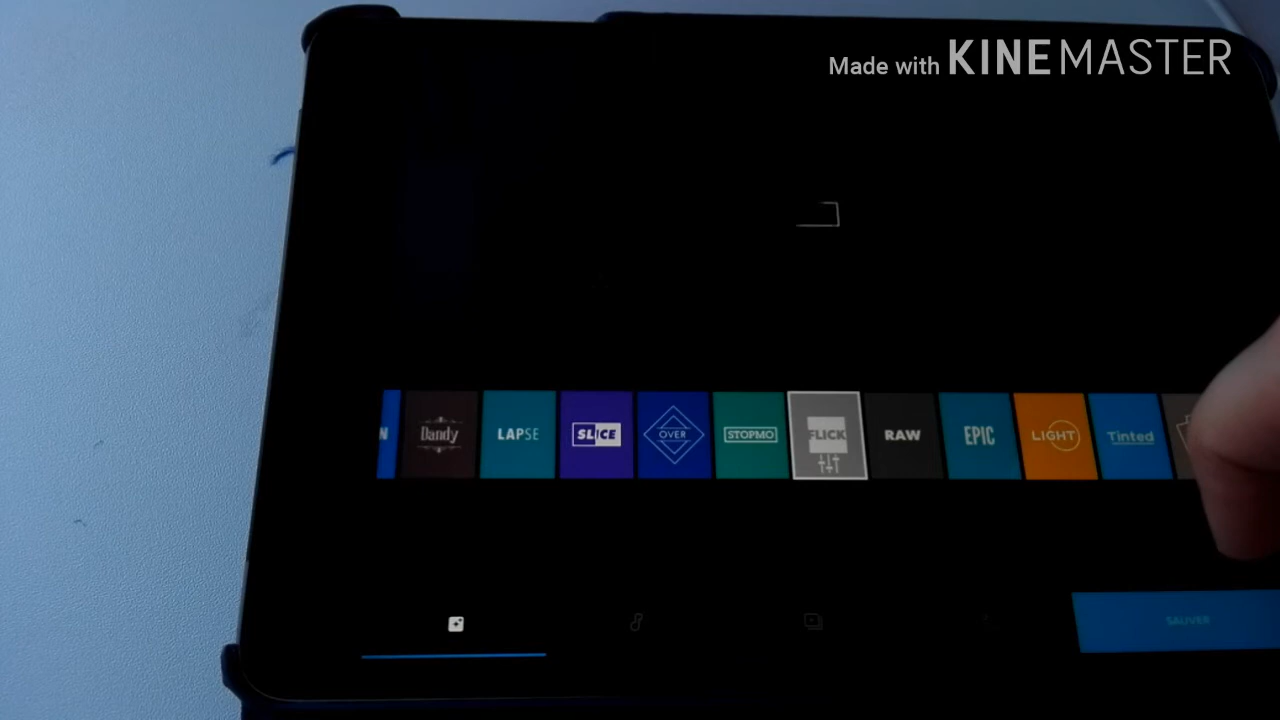 Made with KINEMASTER
N
Dandy
LAPSE
SLICE
OVER
STOPMO
FLICK
RAW
EPIC
LIGHT
Tinted
SAUVER